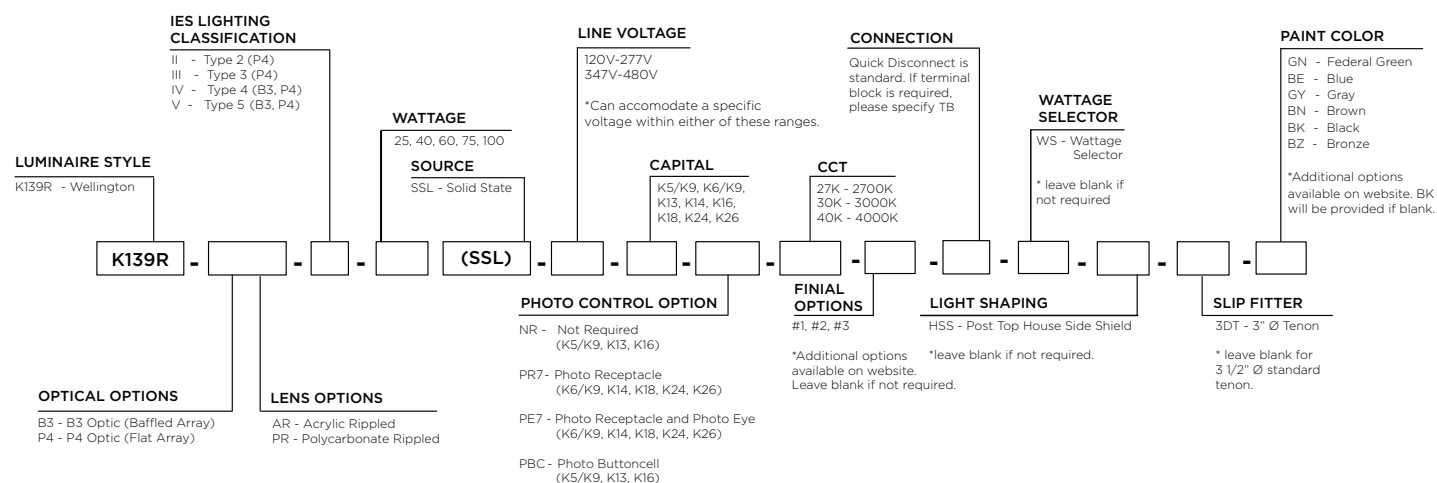 IES LIGHTING
CLASSIFICATION
II - Type 2 (P4)
III - Type 3 (P4)
IV - Type 4 (B3, P4)
V - Type 5 (B3, P4)
LINE VOLTAGE
120V-277V
347V-480V
*Can accomodate a specific
voltage within either of these ranges.
CONNECTION
Quick Disconnect is
standard. If terminal
block is required,
please specify TB
PAINT COLOR
GN - Federal Green
BE - Blue
GY - Gray
BN - Brown
BK - Black
BZ - Bronze
*Additional options
available on website. BK
will be provided if blank.
WATTAGE
25, 40, 60, 75, 100
WATTAGE
SELECTOR
WS - Wattage
Selector
* leave blank if
not required
LUMINAIRE STYLE
K139R - Wellington
SOURCE
SSL - Solid State
CAPITAL
K5/K9, K6/K9,
K13, K14, K16,
K18, K24, K26
CCT
27K - 2700K
30K - 3000K
40K - 4000K
K139R - - - (SSL) - - - - - - - - - -
OPTICAL OPTIONS
B3 - B3 Optic (Baffled Array)
P4 - P4 Optic (Flat Array)
LENS OPTIONS
AR - Acrylic Rippled
PR - Polycarbonate Rippled
PHOTO CONTROL OPTION
NR - Not Required
(K5/K9, K13, K16)
PR7- Photo Receptacle
(K6/K9, K14, K18, K24, K26)
PE7 - Photo Receptacle and Photo Eye
(K6/K9, K14, K18, K24, K26)
PBC - Photo Buttoncell
(K5/K9, K13, K16)
FINIAL
OPTIONS
#1, #2, #3
*Additional options
available on website.
Leave blank if not required.
LIGHT SHAPING
HSS - Post Top House Side Shield
*leave blank if not required.
SLIP FITTER
3DT - 3" Ø Tenon
* leave blank for
3 1/2" Ø standard
tenon.